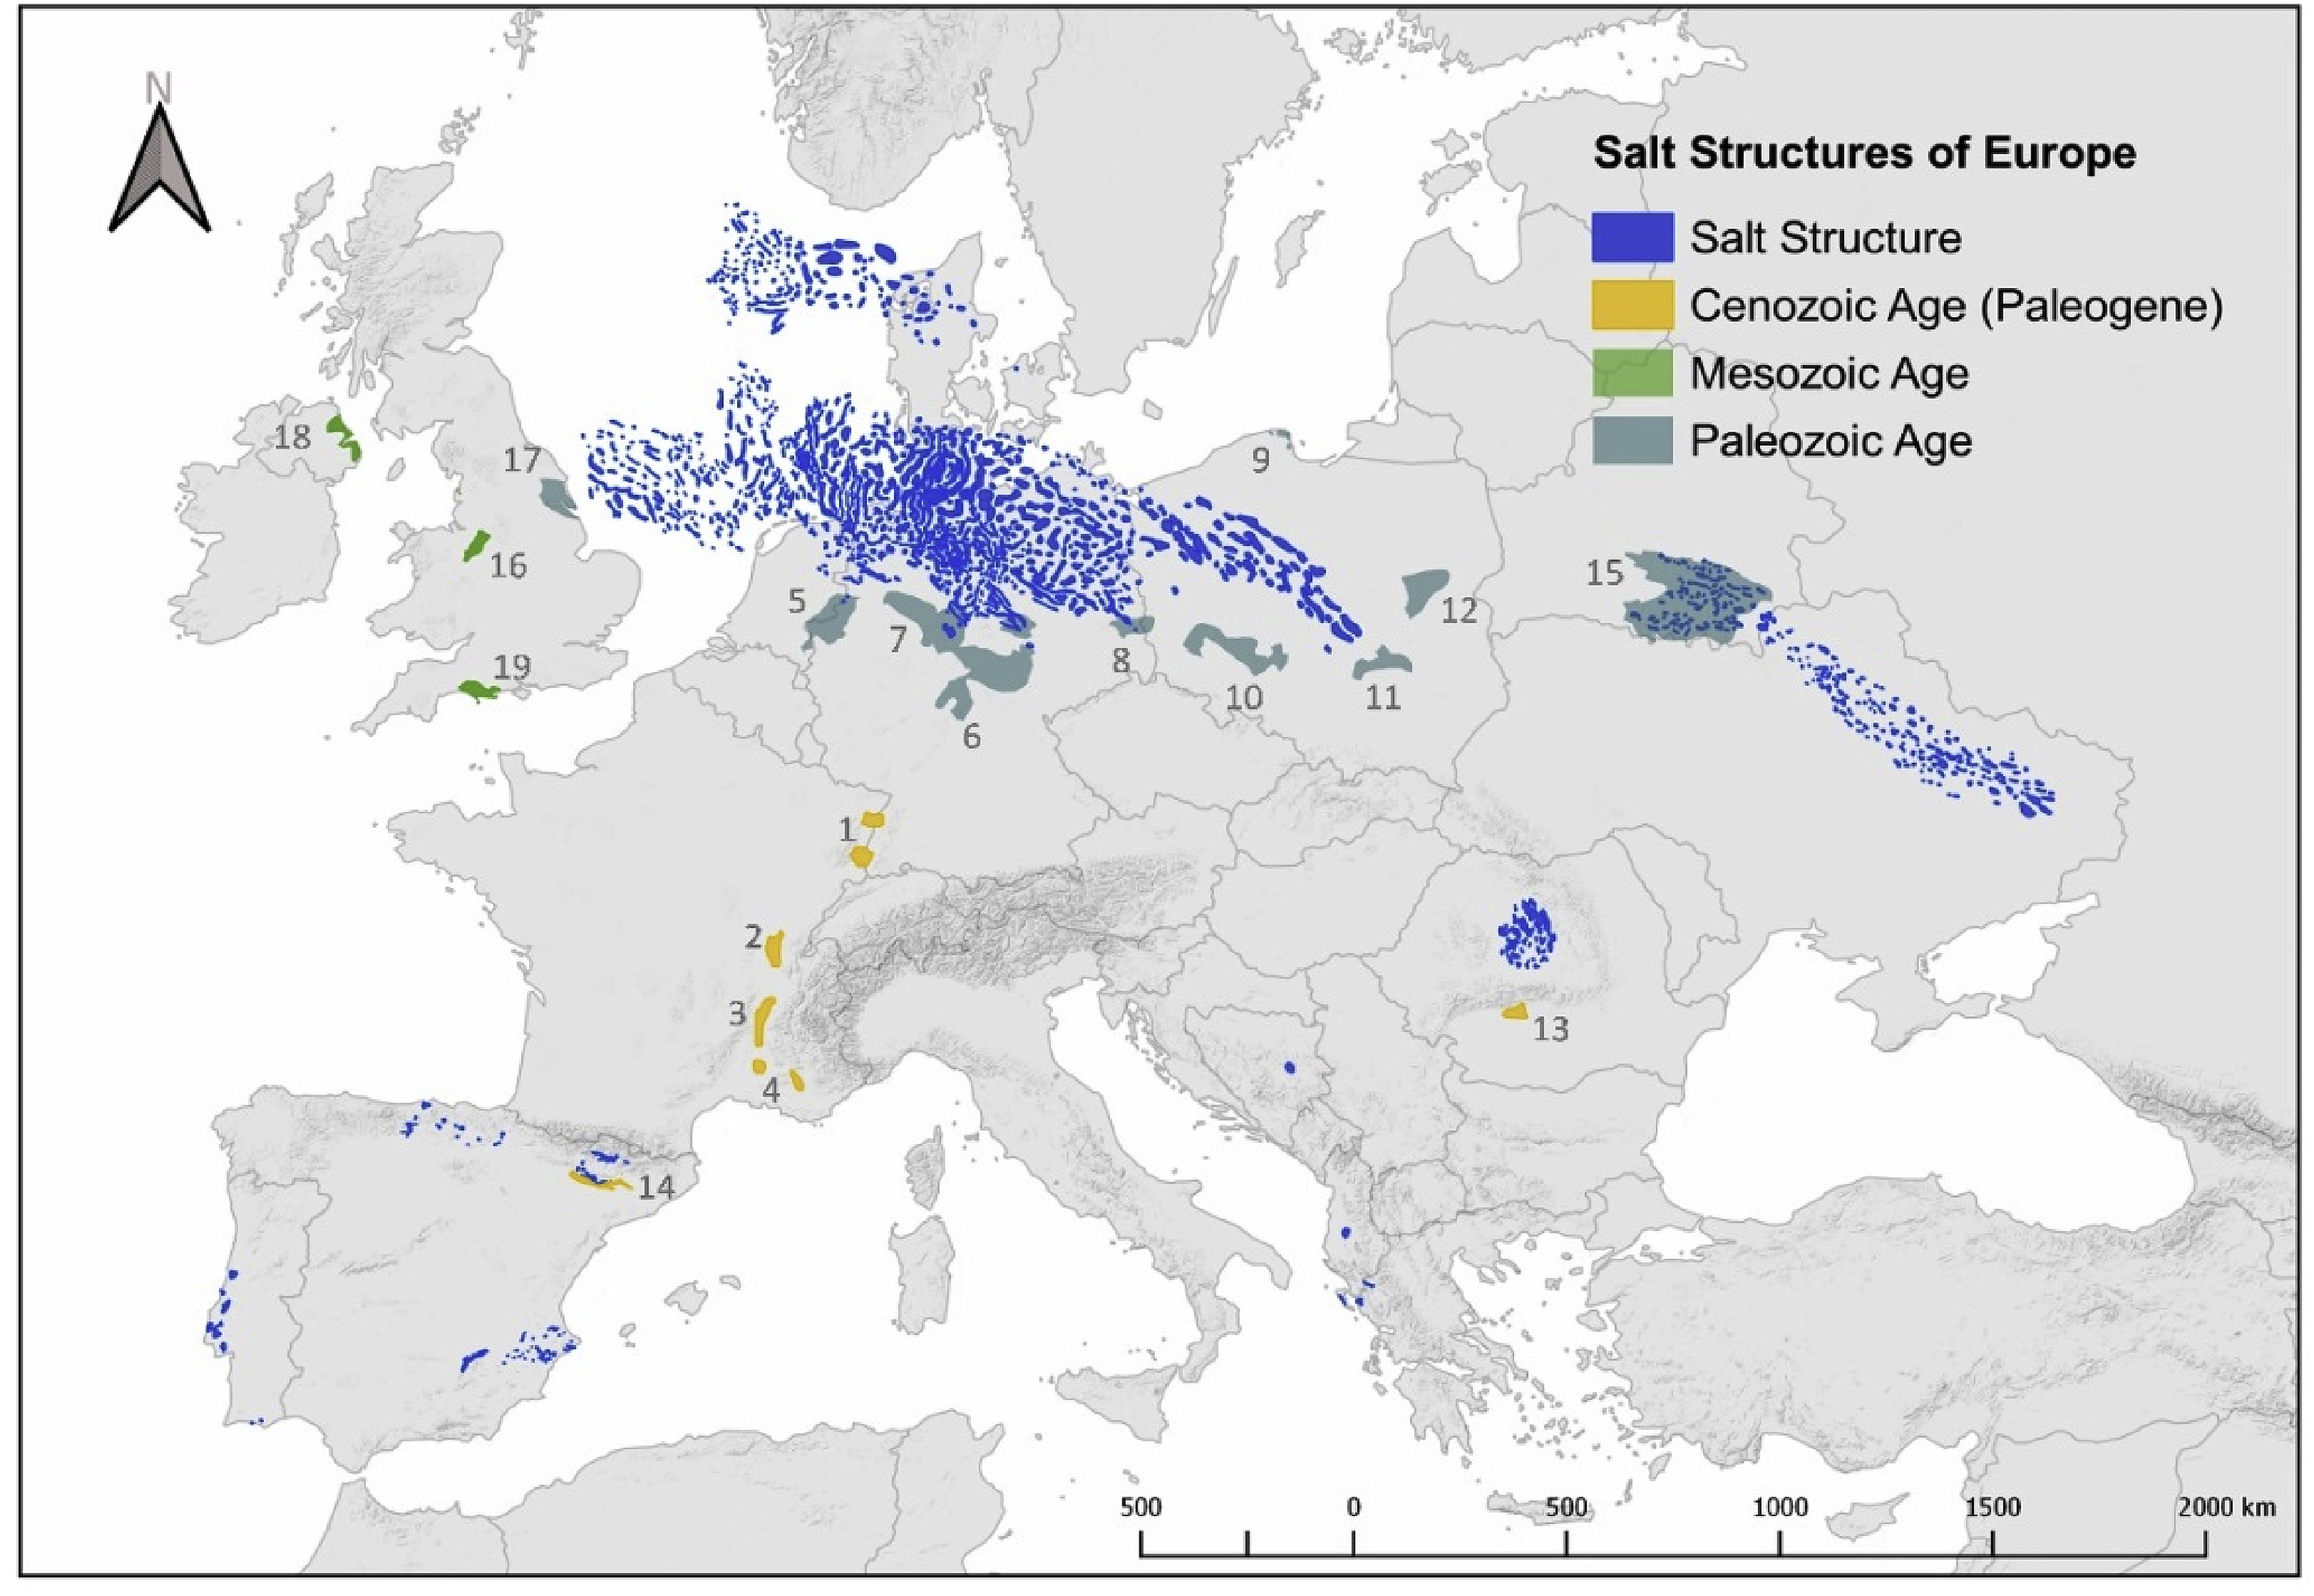 N
Salt Structures of Europe
Salt Structure
Cenozoic Age (Paleogene)
Mesozoic Age
Paleozoic Age
18
17
9
16
15
5
12
7
19
8
10
11
6
1
2
3
13
4
14
500 0 500 1000 1500 2000 km